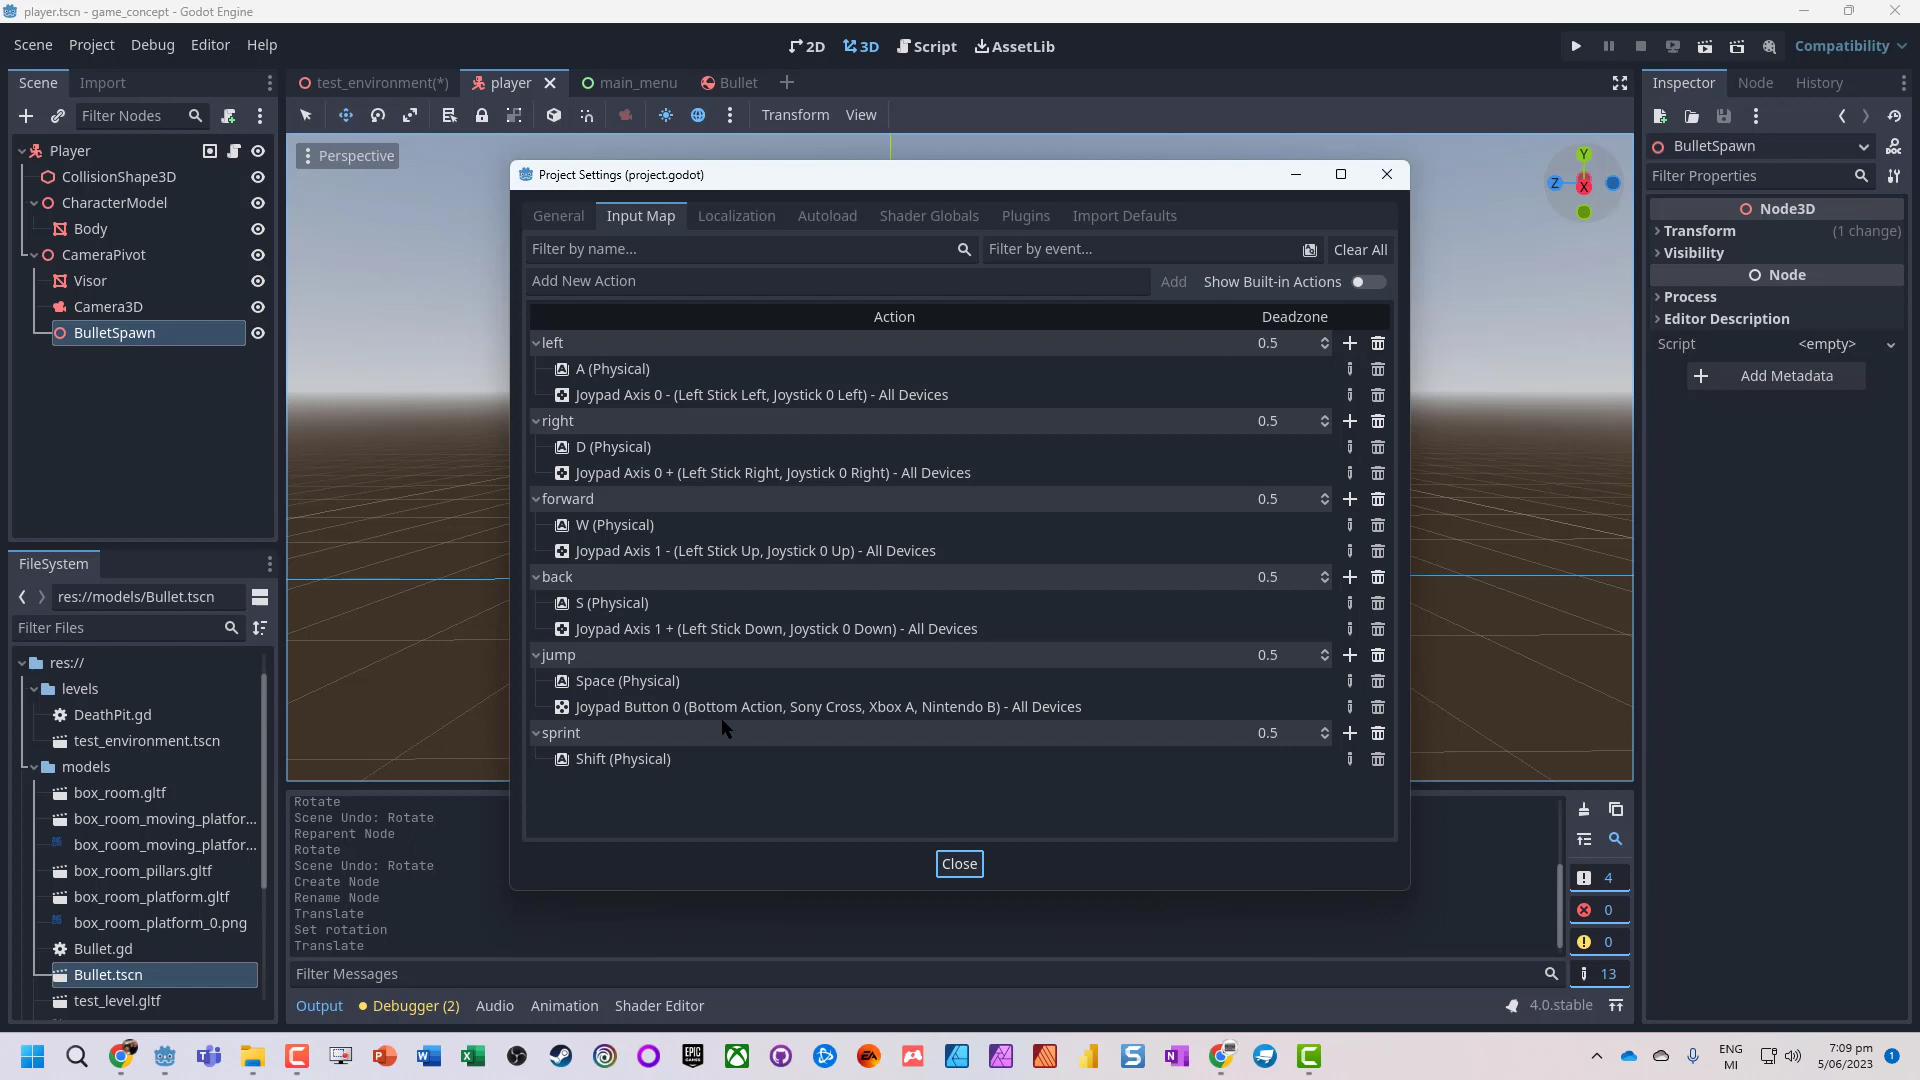 player.tscn - game_concept - Godot Engine
Scene Project Debug Editor Help
2D 3D Script AssetLib
Compatibility
Scene Import
test_environment(*) player main_menu Bullet
Inspector Node History
Filter Nodes
Transform View
Player
CollisionShape3D
CharacterModel
Body
CameraPivot
Visor
Camera3D
BulletSpawn
Perspective
Y
Z
X
Project Settings (project.godot)
General Input Map Localization Autoload Shader Globals Plugins Import Defaults
Filter by name... Filter by event... Clear All
Add New Action Add Show Built-in Actions
Action Deadzone
left 0.5
A (Physical)
Joypad Axis 0 - (Left Stick Left, Joystick 0 Left) - All Devices
right 0.5
D (Physical)
Joypad Axis 0 + (Left Stick Right, Joystick 0 Right) - All Devices
forward 0.5
W (Physical)
Joypad Axis 1 - (Left Stick Up, Joystick 0 Up) - All Devices
back 0.5
S (Physical)
Joypad Axis 1 + (Left Stick Down, Joystick 0 Down) - All Devices
jump 0.5
Space (Physical)
Joypad Button 0 (Bottom Action, Sony Cross, Xbox A, Nintendo B) - All Devices
sprint 0.5
Shift (Physical)
Close
BulletSpawn
Filter Properties
Node3D
Transform (1 change)
Visibility
Node
Process
Editor Description
Script <empty>
Add Metadata
FileSystem
res://models/Bullet.tscn
Filter Files
res://
levels
DeathPit.gd
test_environment.tscn
models
box_room.gltf
box_room_moving_platfor...
box_room_moving_platfor...
box_room_pillars.gltf
box_room_platform.gltf
box_room_platform_0.png
Bullet.gd
Bullet.tscn
test_level.gltf
Rotate
Scene Undo: Rotate
Reparent Node
Rotate
Scene Undo: Rotate
Create Node
Rename Node
Translate
Set rotation
Translate
4
0
0
13
Filter Messages
Output Debugger (2) Audio Animation Shader Editor
4.0.stable
ENG
MI
7:09 pm
5/06/2023
1